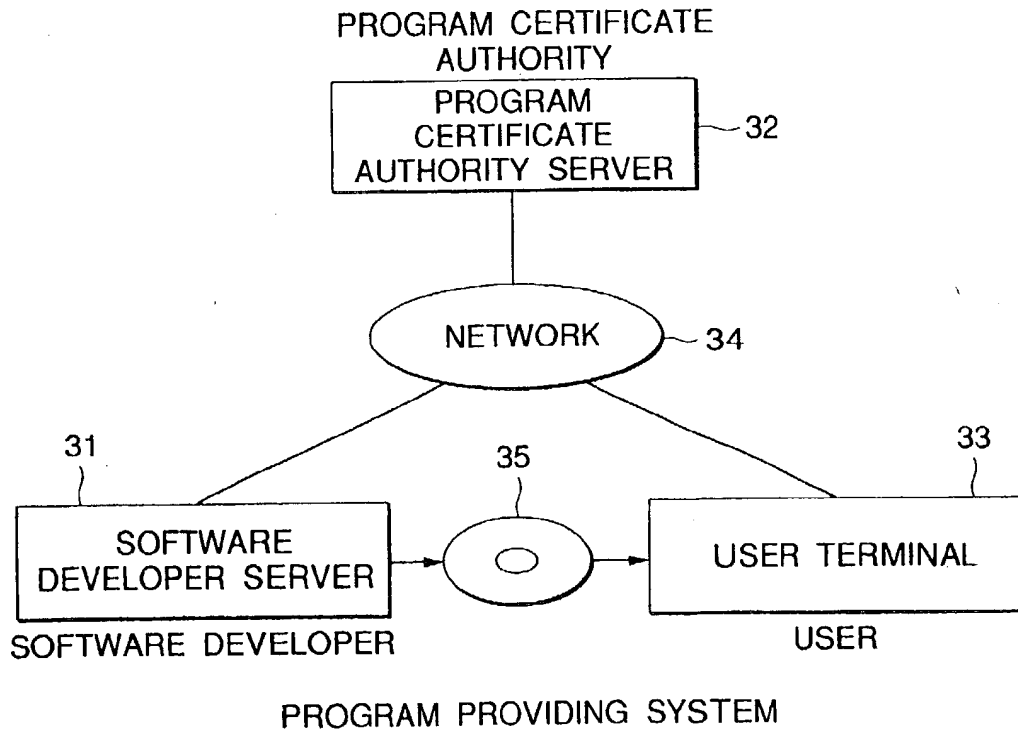 PROGRAM CERTIFICATE
AUTHORITY
PROGRAM
CERTIFICATE
AUTHORITY SERVER
32
NETWORK
34
31
35
33
SOFTWARE
DEVELOPER SERVER
USER TERMINAL
SOFTWARE DEVELOPER
USER
PROGRAM PROVIDING SYSTEM